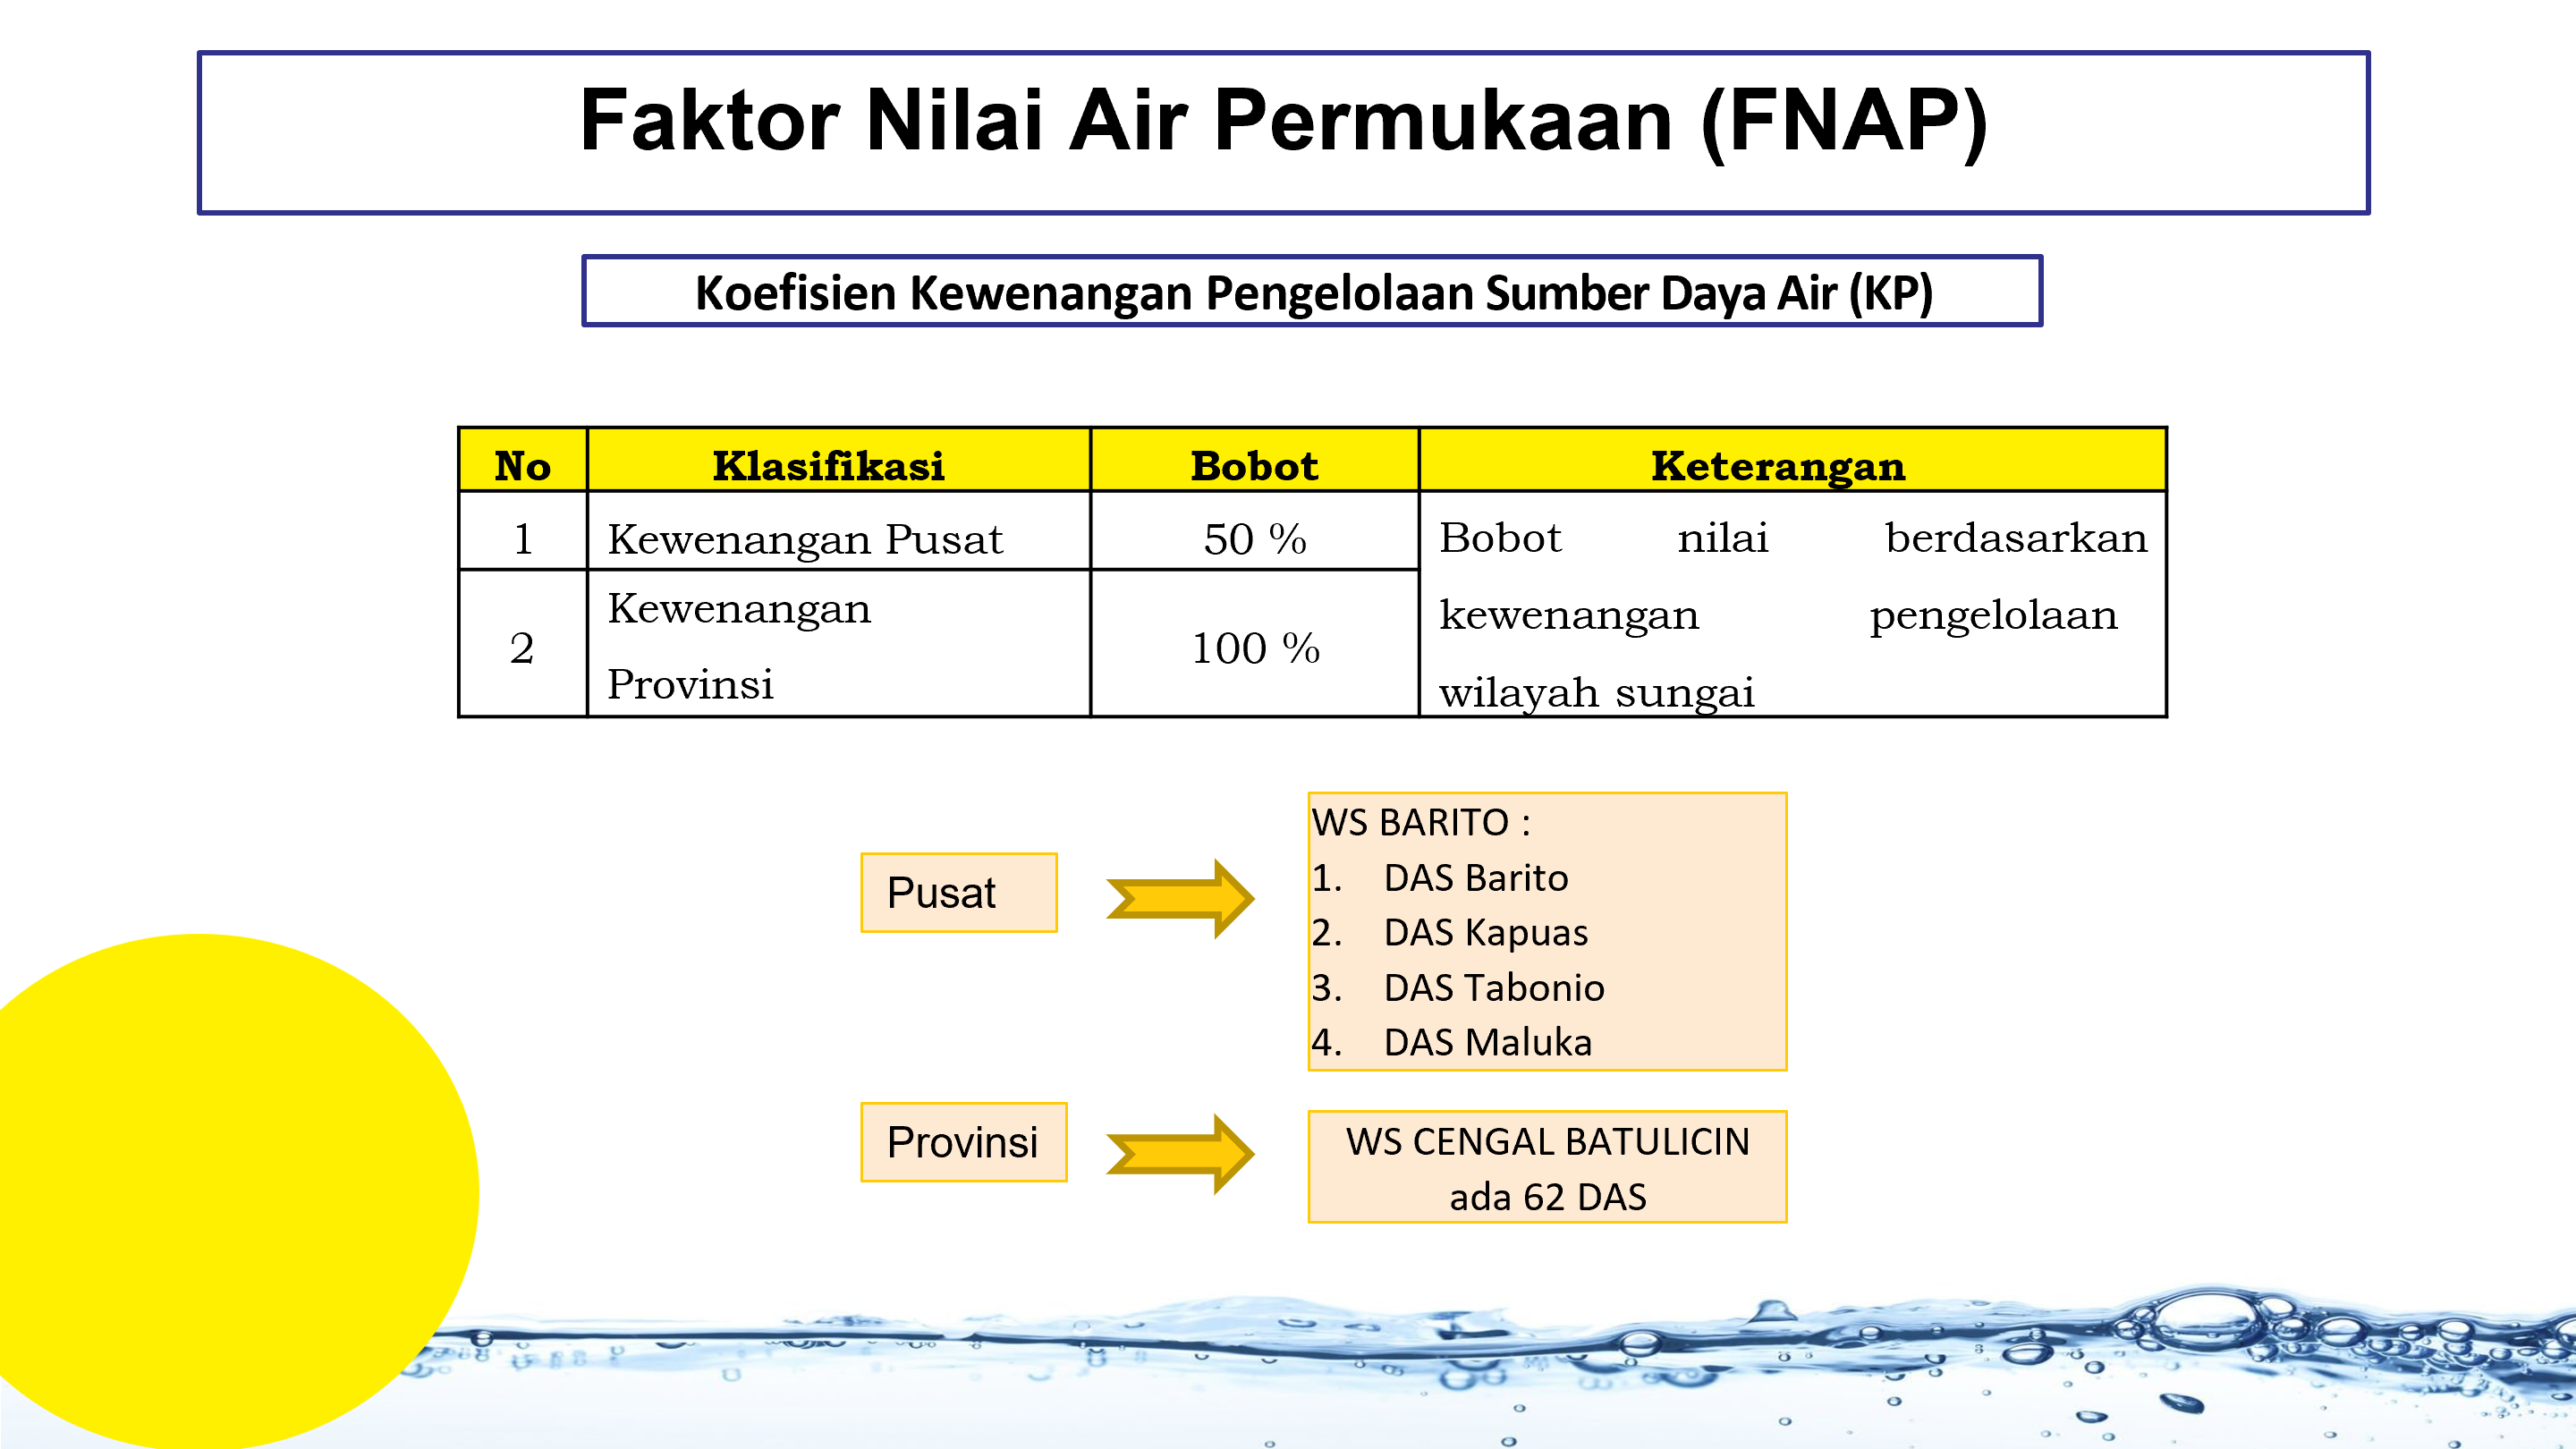 Faktor Nilai Air Permukaan (FNAP)
Koefisien Kewenangan Pengelolaan Sumber Daya Air (KP)
No Klasifikasi Bobot Keterangan
1 Kewenangan Pusat 50 % Bobot nilai berdasarkan
kewenangan pengelolaan
wilayah sungai
2 Kewenangan
Provinsi
100 %
Pusat
WS BARITO :
1. DAS Barito
2. DAS Kapuas
3. DAS Tabonio
4. DAS Maluka
Provinsi
WS CENGAL BATULICIN
ada 62 DAS